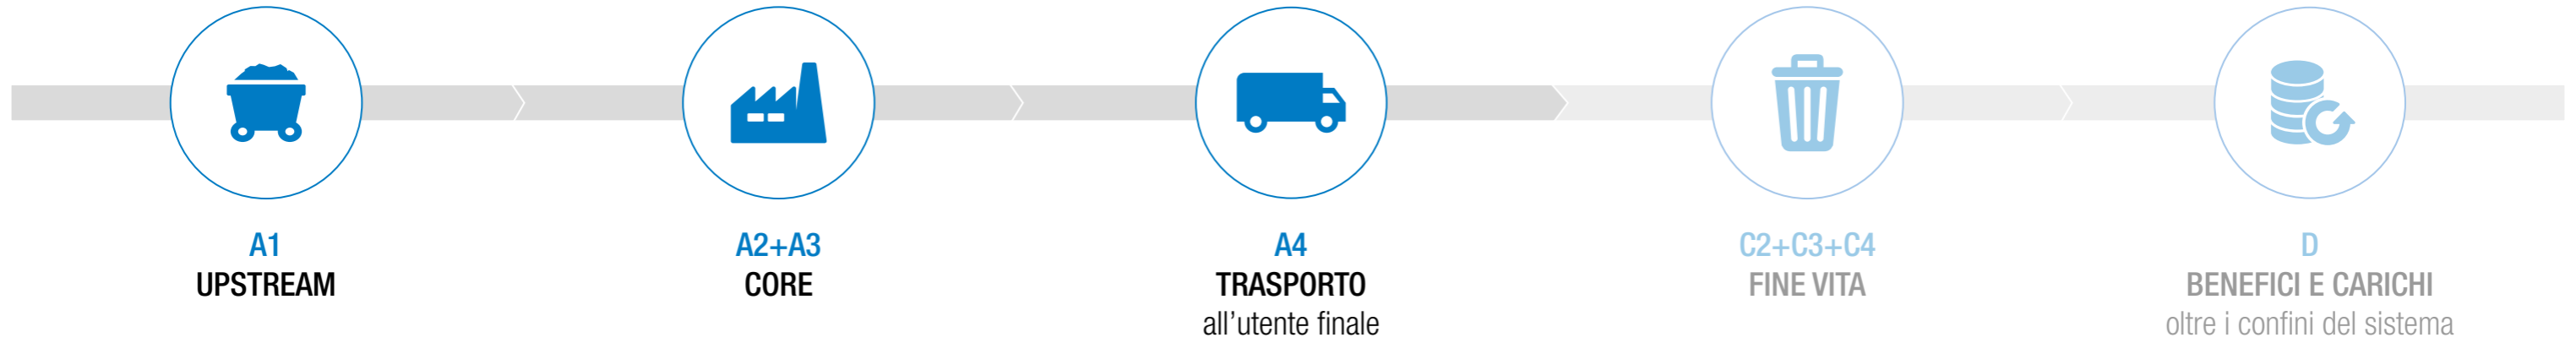 A1
UPSTREAM
A2+A3
CORE
A4
TRASPORTO
all’utente finale
C2+C3+C4
FINE VITA
D
BENEFICI E CARICHI
oltre i confini del sistema